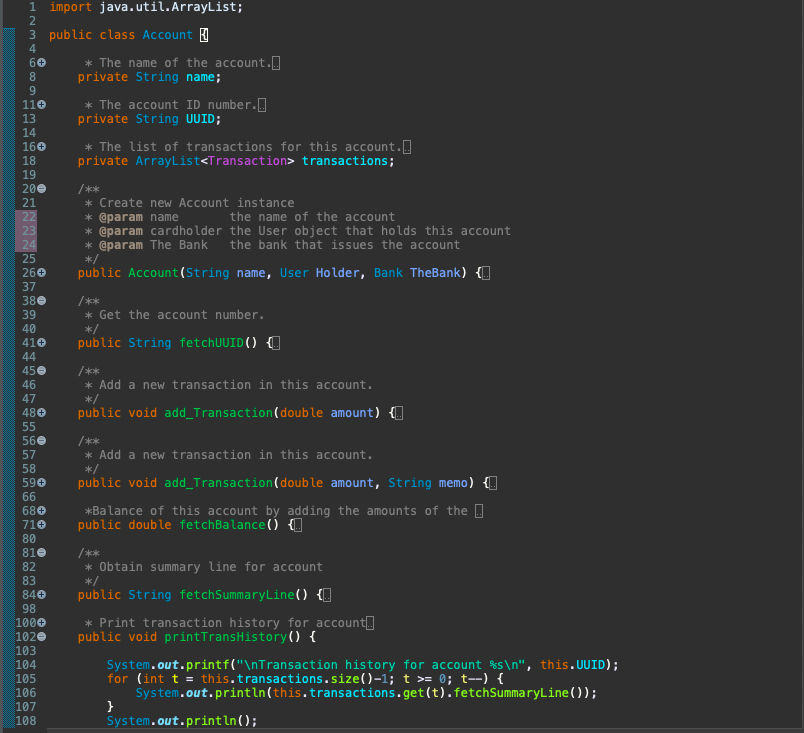 1 import java.util.ArrayList;
2
3 public class Account {
4
6 * The name of the account.
8 private String name;
9
11 * The account ID number.
13 private String UUID;
14
16 * The list of transactions for this account.
18 private ArrayList<Transaction> transactions;
19
20 /**
21 * Create new Account instance
22 * @param name the name of the account
23 * @param cardholder the User object that holds this account
24 * @param The Bank the bank that issues the account
25 */
26 public Account(String name, User Holder, Bank TheBank) {
37
38 /**
39 * Get the account number.
40 */
41 public String fetchUUID() {
44
45 /**
46 * Add a new transaction in this account.
47 */
48 public void add_Transaction(double amount) {
55
56 /**
57 * Add a new transaction in this account.
58 */
59 public void add_Transaction(double amount, String memo) {
66
68 *Balance of this account by adding the amounts of the
71 public double fetchBalance() {
80
81 /**
82 * Obtain summary line for account
83 */
84 public String fetchSummaryLine() {
98
100 * Print transaction history for account
102 public void printTransHistory() {
103
104 System.out.printf("\nTransaction history for account %s\n", this.UUID);
105 for (int t = this.transactions.size()-1; t >= 0; t--) {
106 System.out.println(this.transactions.get(t).fetchSummaryLine());
107 }
108 System.out.println();